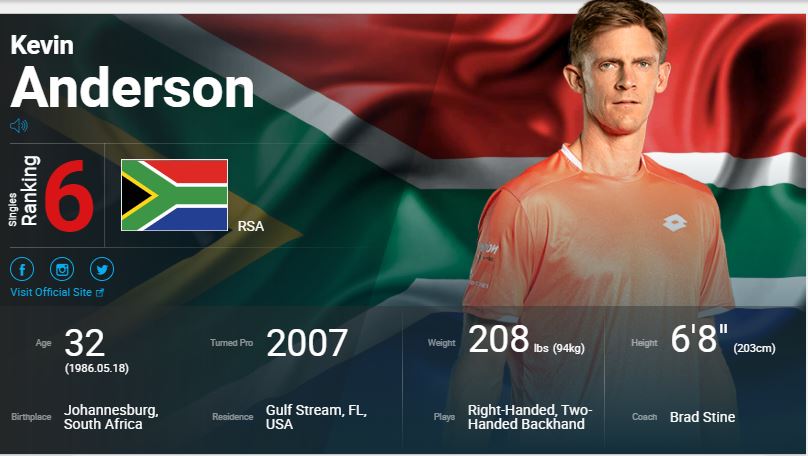 Kevin
Anderson
Singles
Ranking
6
RSA
Visit Official Site
Age
32
(1986.05.18)
Turned Pro
2007
Weight
208 lbs (94kg)
Height
6'8" (203cm)
Birthplace
Johannesburg,
South Africa
Residence
Gulf Stream, FL,
USA
Plays
Right-Handed, Two-
Handed Backhand
Coach
Brad Stine